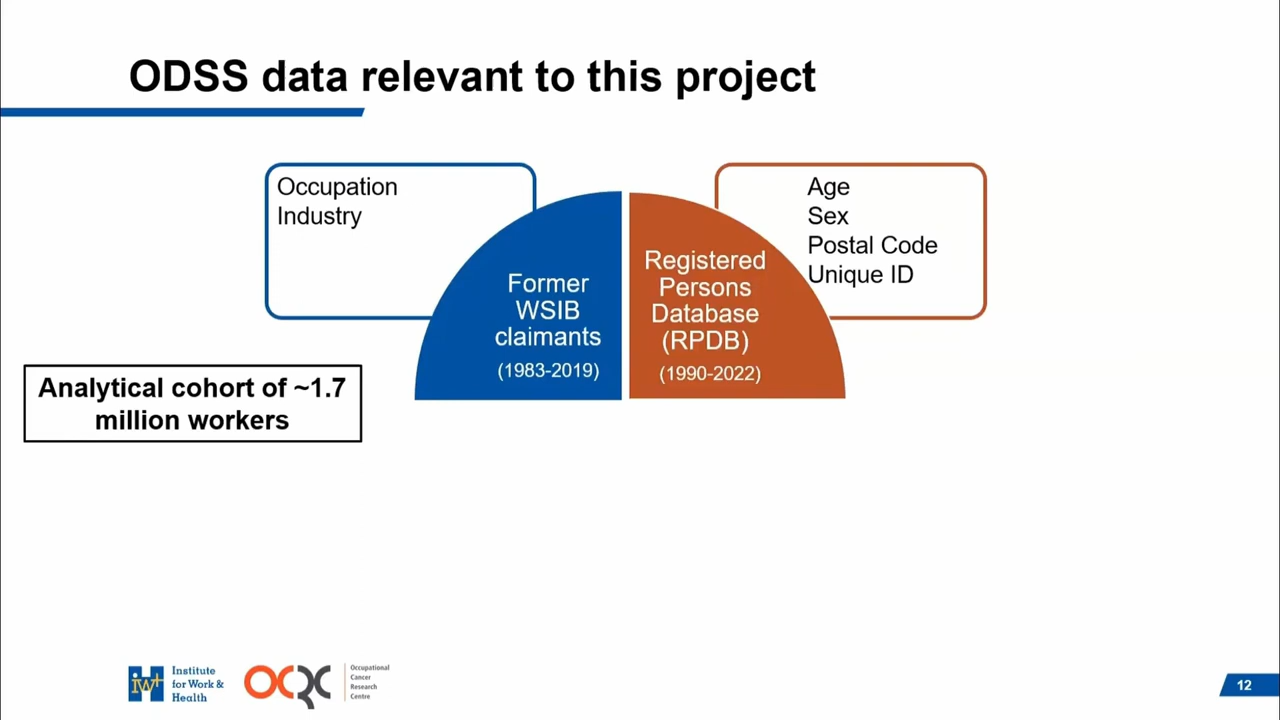 ODSS data relevant to this project
Occupation
Industry
Former
WSIB
claimants
(1983-2019)
Registered
Persons
Database
(RPDB)
(1990-2022)
Age
Sex
Postal Code
Unique ID
Analytical cohort of ~1.7
million workers
iw+
Institute
for Work &
Health
OCRC
Occupational
Cancer
Research
Centre
12